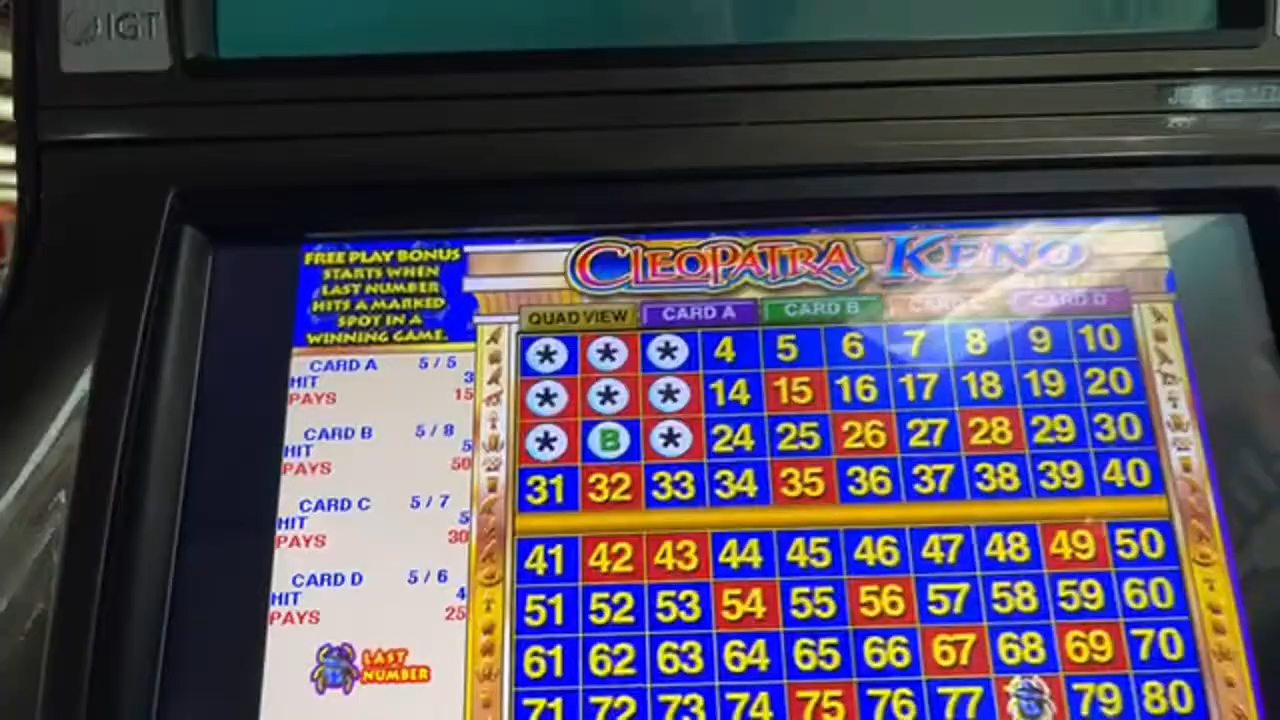 IGT
FREE PLAY BONUS
STARTS WHEN
LAST NUMBER
HITS A MARKED
SPOT IN A
WINNING GAME.
CLEOPATRA KENO
QUAD VIEW CARD A CARD B CARD C CARD D
* * * 4 5 6 7 8 9 10
* * * 14 15 16 17 18 19 20
* B * 24 25 26 27 28 29 30
31 32 33 34 35 36 37 38 39 40
41 42 43 44 45 46 47 48 49 50
51 52 53 54 55 56 57 58 59 60
61 62 63 64 65 66 67 68 69 70
71 72 73 74 75 76 77 79 80
CARD A 5/5
HIT 3
PAYS 15
CARD B 5/8
HIT 5
PAYS 50
CARD C 5/7
HIT 5
PAYS 30
CARD D 5/6
HIT 4
PAYS 25
LAST
NUMBER